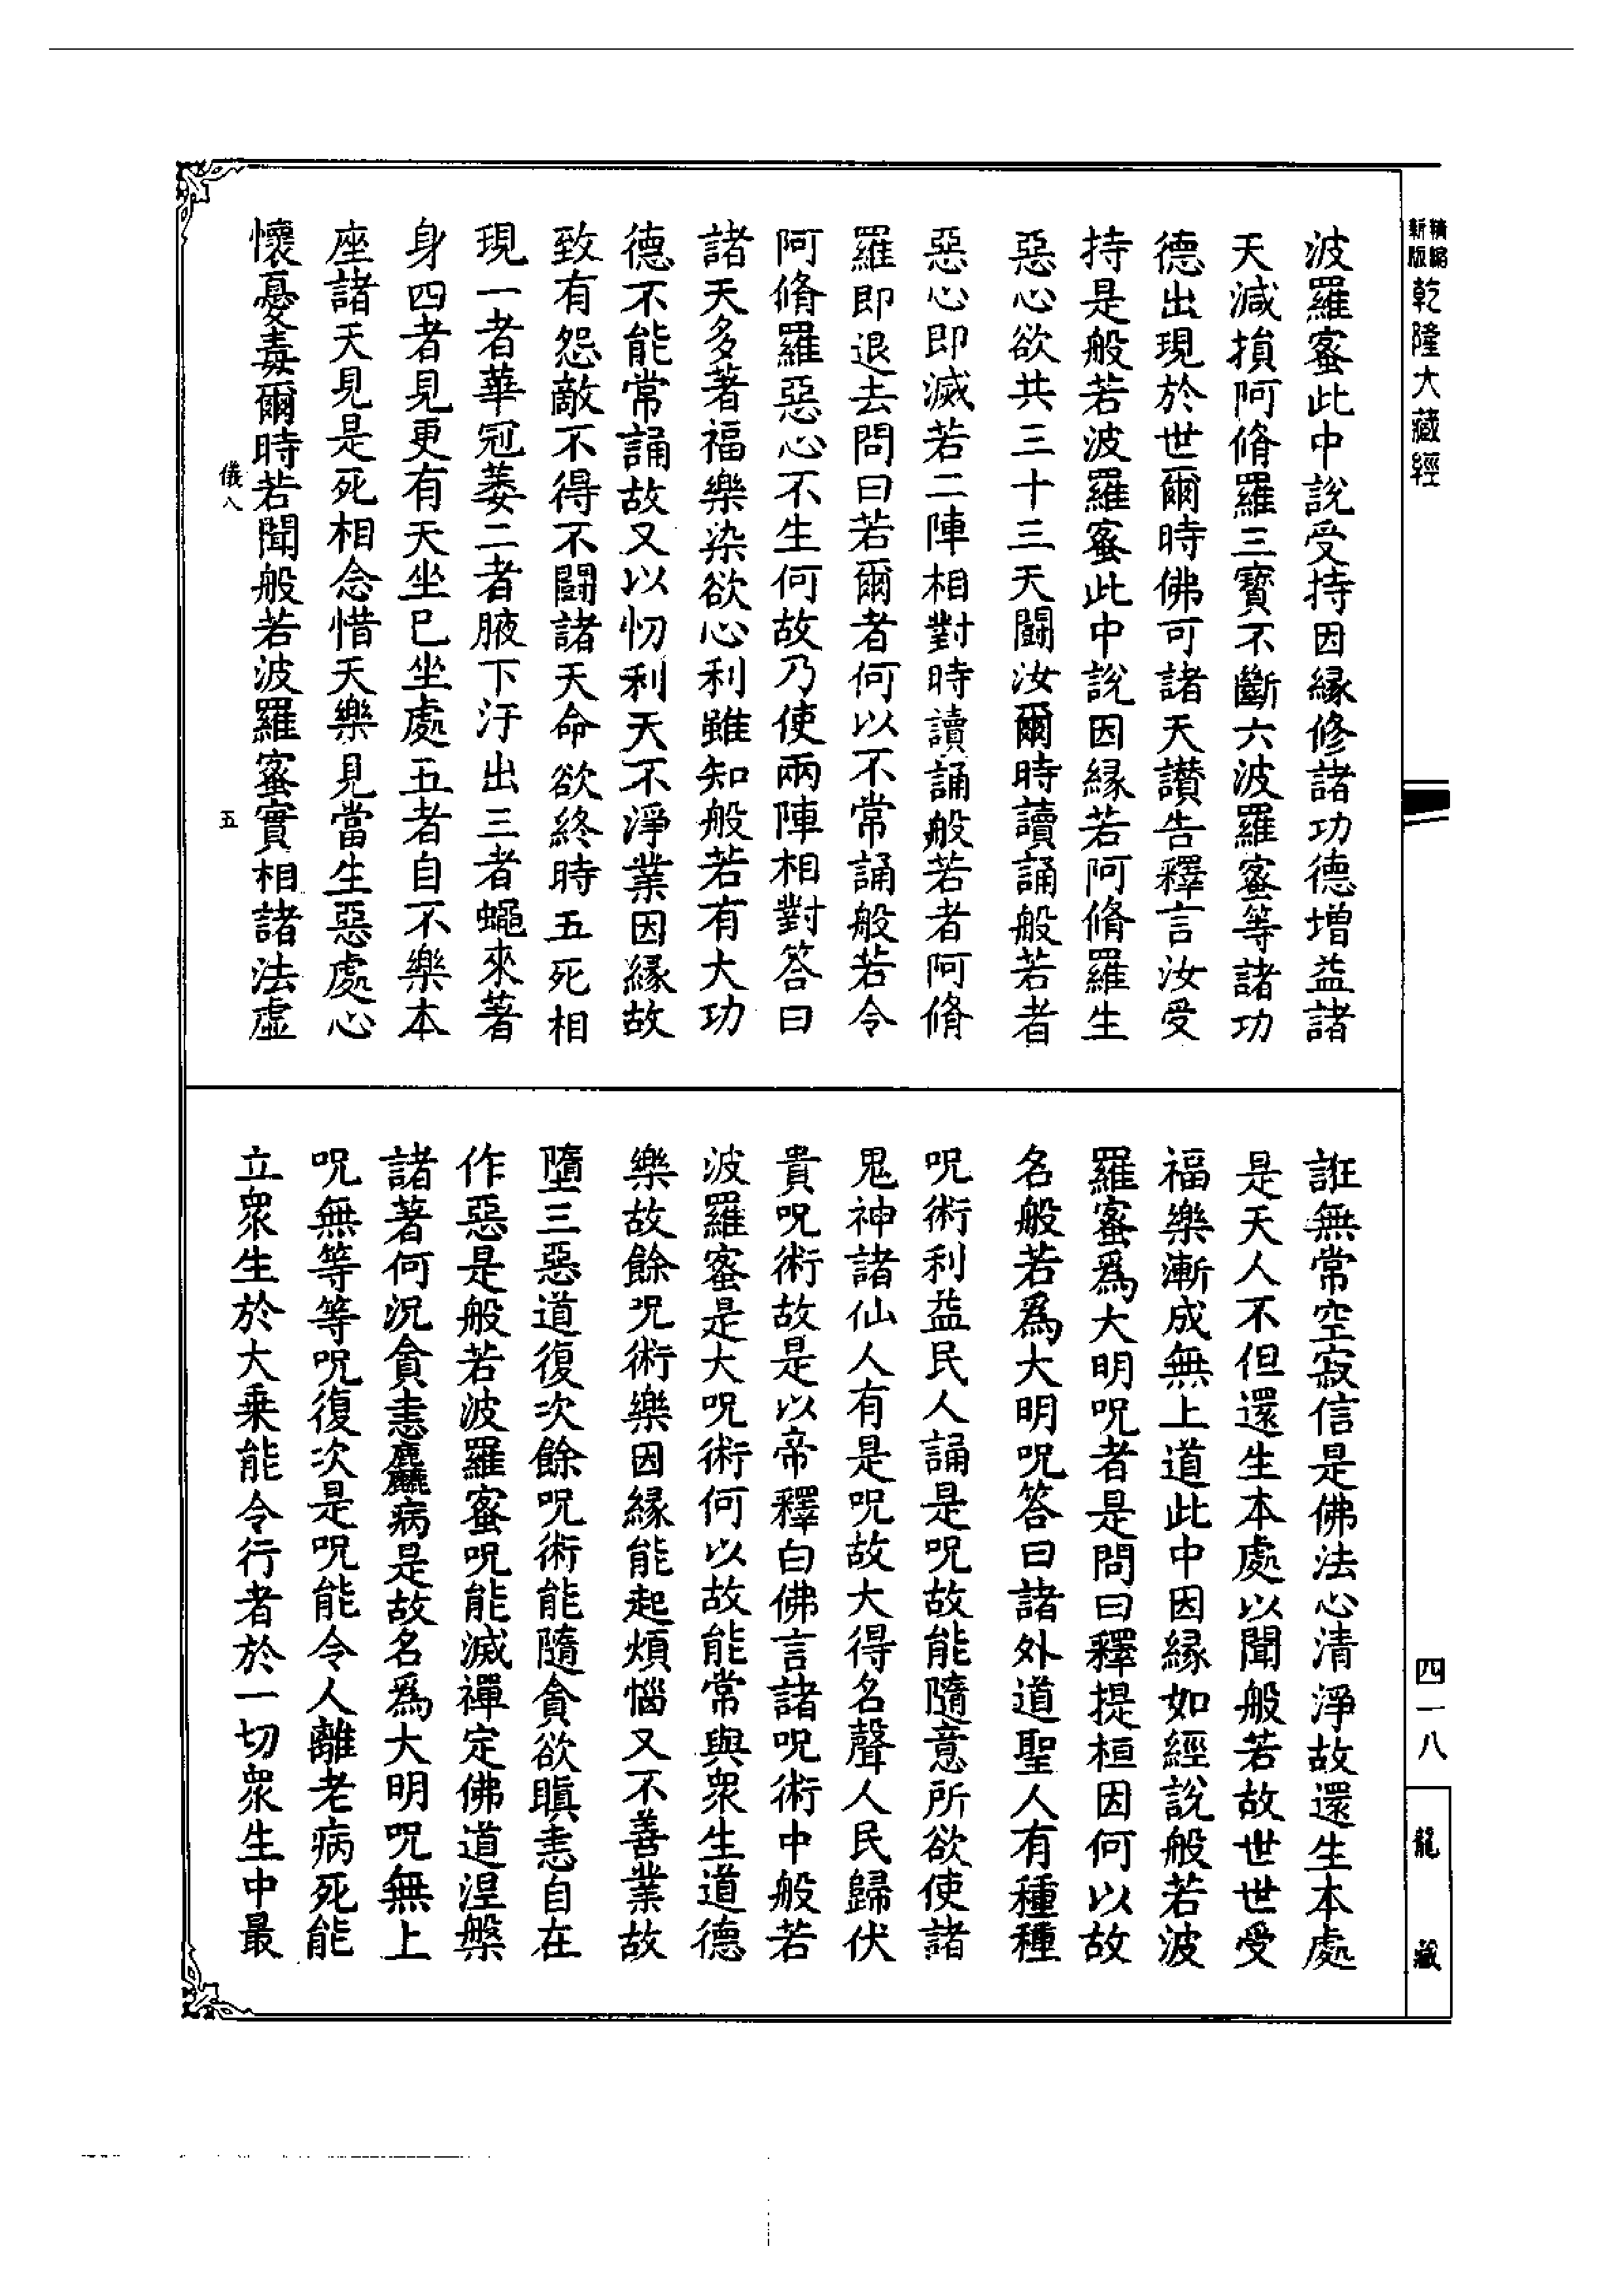 新版
精縮
乾隆大藏經
波羅蜜此中說受持因緣修諸功德增益諸
天減損阿脩羅三寶不斷六波羅蜜等諸功
德出現於世爾時佛可諸天讚告釋言汝受
持是般若波羅蜜此中說因緣若阿脩羅生
惡心欲共三十三天鬪汝爾時讀誦般若者
惡心即滅若二陣相對時讀誦般若者阿脩
羅即退去問曰若爾者何以不常誦般若令
阿脩羅惡心不生何故乃使兩陣相對答曰
諸天多著福樂染欲心利雖知般若有大功
德不能常誦故又以忉利天不淨業因緣故
致有怨敵不得不鬪諸天命欲終時五死相
現一者華冠萎二者腋下汗出三者蠅來著
身四者見更有天坐巳坐處五者自不樂本
座諸天見是死相念惜天樂見當生惡處心
懷憂毒爾時若聞般若波羅蜜實相諸法虛
儀八
五
誑無常空寂信是佛法心清淨故還生本處
是天人不但還生本處以聞般若故世世受
福樂漸成無上道此中因緣如經說般若波
羅蜜爲大明呪者是問曰釋提桓因何以故
名般若爲大明呪答曰諸外道聖人有種種
呪術利益民人誦是呪故能隨意所欲使諸
鬼神諸仙人有是呪故大得名聲人民歸伏
貴呪術故是以帝釋白佛言諸呪術中般若
波羅蜜是大呪術何以故能常與衆生道德
樂故餘呪術樂因緣能起煩惱又不善業故
墮三惡道復次餘呪術能隨貪欲瞋恚自在
作惡是般若波羅蜜呪能滅禪定佛道涅槃
諸著何況貪恚麤病是故名爲大明呪無上
呪無等等呪復次是呪能令人離老病死能
立衆生於大乘能令行者於一切衆生中最
四一八
龍藏